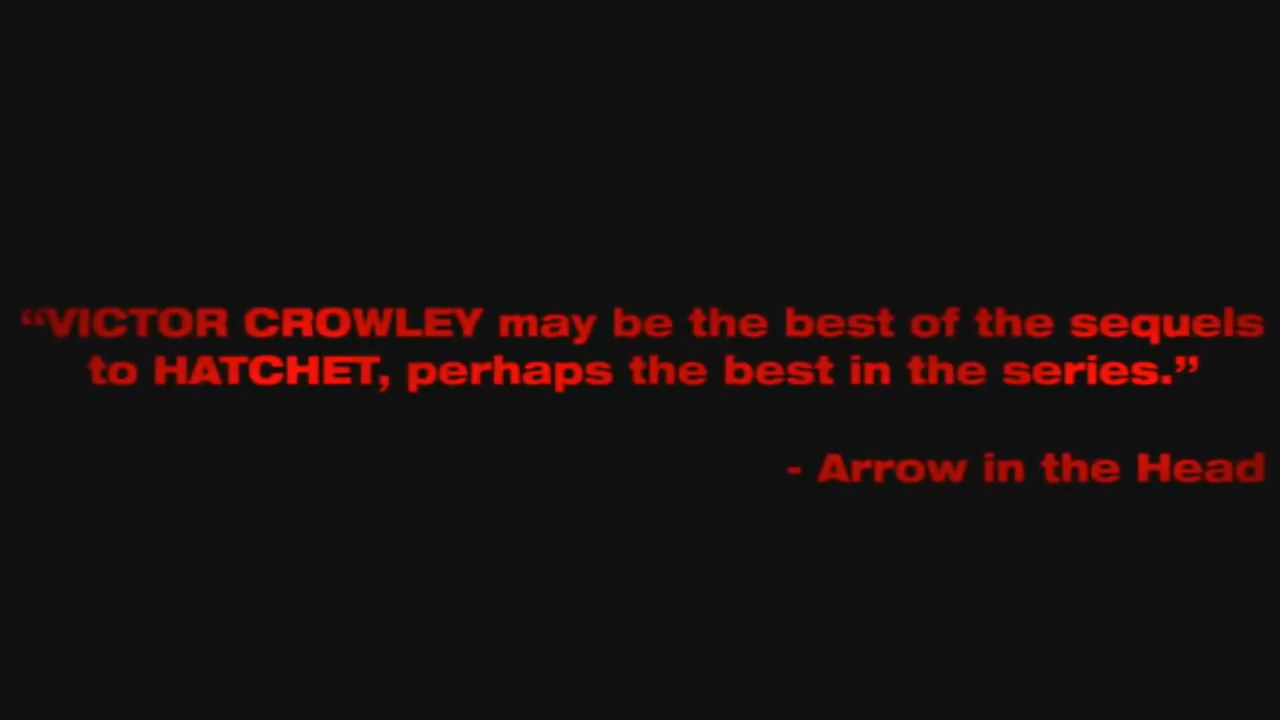 “VICTOR CROWLEY may be the best of the sequels
to HATCHET, perhaps the best in the series.”
- Arrow in the Head